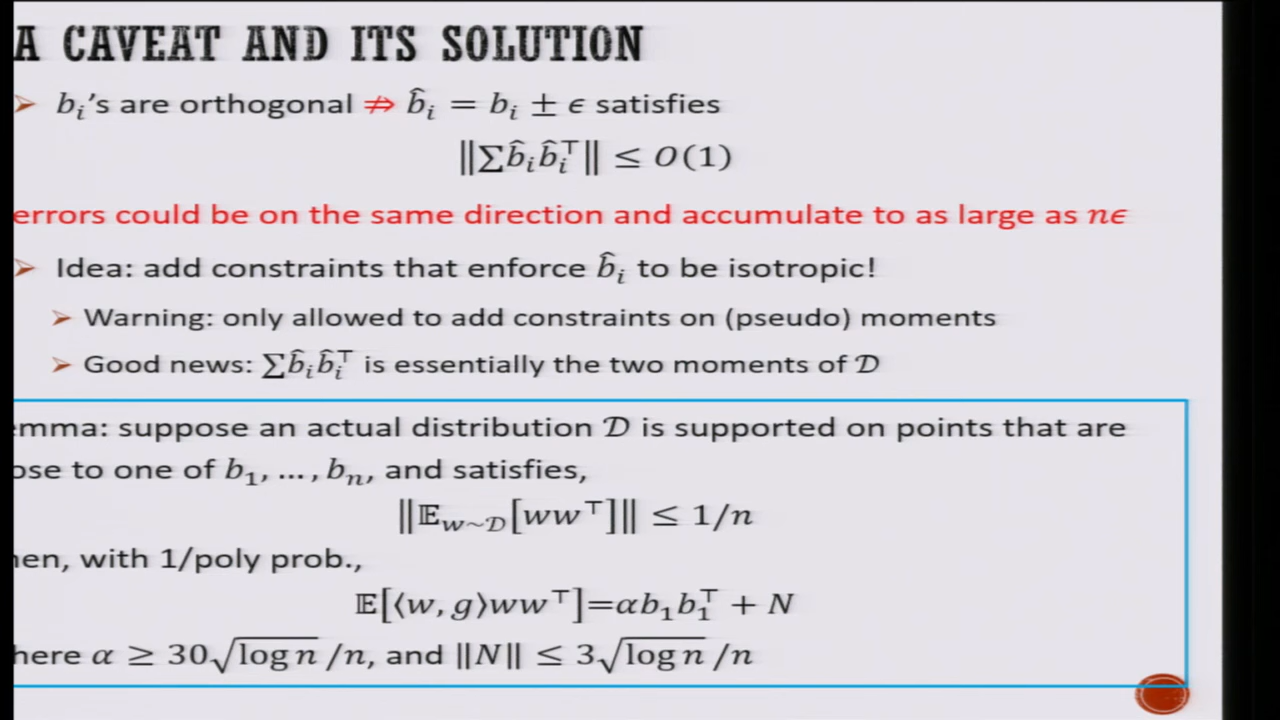 A CAVEAT AND ITS SOLUTION
➢ bᵢ's are orthogonal ⇏ b̂ᵢ = bᵢ ± ϵ satisfies
‖∑b̂ᵢb̂ᵢ^⊤‖ ≤ O(1)
errors could be on the same direction and accumulate to as large as nϵ
➢ Idea: add constraints that enforce b̂ᵢ to be isotropic!
➢ Warning: only allowed to add constraints on (pseudo) moments
➢ Good news: ∑b̂ᵢb̂ᵢ^⊤ is essentially the two moments of 𝒟
emma: suppose an actual distribution 𝒟 is supported on points that are
ose to one of b₁, … , bₙ, and satisfies,
‖𝔼_{w~𝒟}[ww^⊤]‖ ≤ 1/n
hen, with 1/poly prob.,
𝔼[⟨w, g⟩ww^⊤]=αb₁b₁^⊤ + N
here α ≥ 30√(log n) /n, and ‖N‖ ≤ 3√(log n) /n